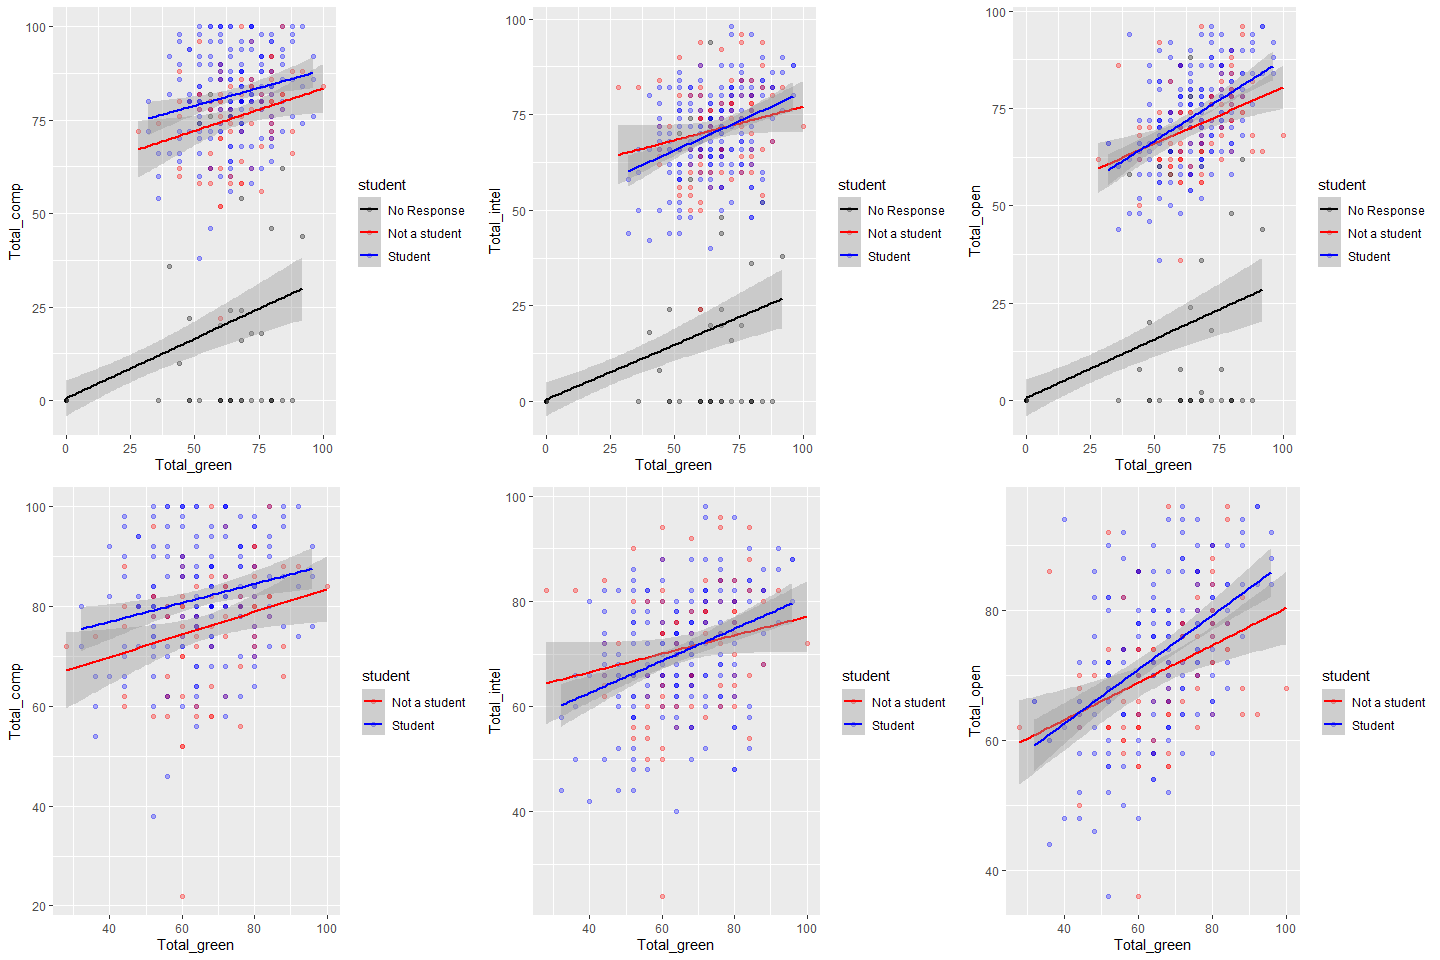 100
75
50
25
0
Total_comp
0
25
50
75
100
Total_green
student
No Response
Not a student
Student
100
75
50
25
0
Total_intel
0
25
50
75
100
Total_green
student
No Response
Not a student
Student
100
75
50
25
0
Total_open
0
25
50
75
100
Total_green
student
No Response
Not a student
Student
100
80
60
40
20
Total_comp
40
60
80
100
Total_green
student
Not a student
Student
100
80
60
40
Total_intel
40
60
80
100
Total_green
student
Not a student
Student
80
60
40
Total_open
40
60
80
100
Total_green
student
Not a student
Student